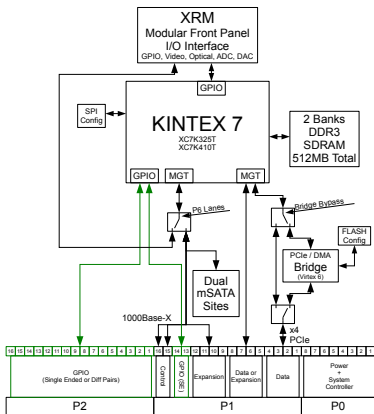 XRM
Modular Front Panel
I/O Interface
GPIO, Video, Optical, ADC, DAC
GPIO
SPI
Config
KINTEX 7
XC7K325T
XC7K410T
2 Banks
DDR3
SDRAM
512MB Total
GPIO
MGT
MGT
P6 Lanes
Bridge Bypass
FLASH
Config
PCIe / DMA
Bridge
(Virtex 6)
Dual
mSATA
Sites
1000Base-X
x4
PCIe
16 15 14 13 12 11 10 9 8 7 6 5 4 3 2 1 16 15 14 13 12 11 10 9 8 7 6 5 4 3 2 1 8 7 6 5 4 3 2 1
GPIO
(Single Ended or Diff Pairs)
Control
GPIO (SE)
Expansion
Data or
Expansion
Data
Power
+
System
Controller
P2
P1
P0